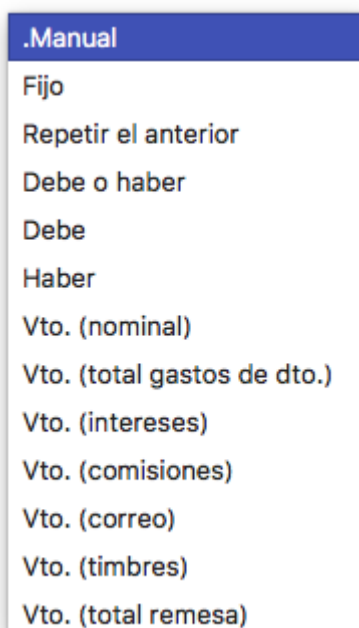 .Manual
Fijo
Repetir el anterior
Debe o haber
Debe
Haber
Vto. (nominal)
Vto. (total gastos de dto.)
Vto. (intereses)
Vto. (comisiones)
Vto. (correo)
Vto. (timbres)
Vto. (total remesa)